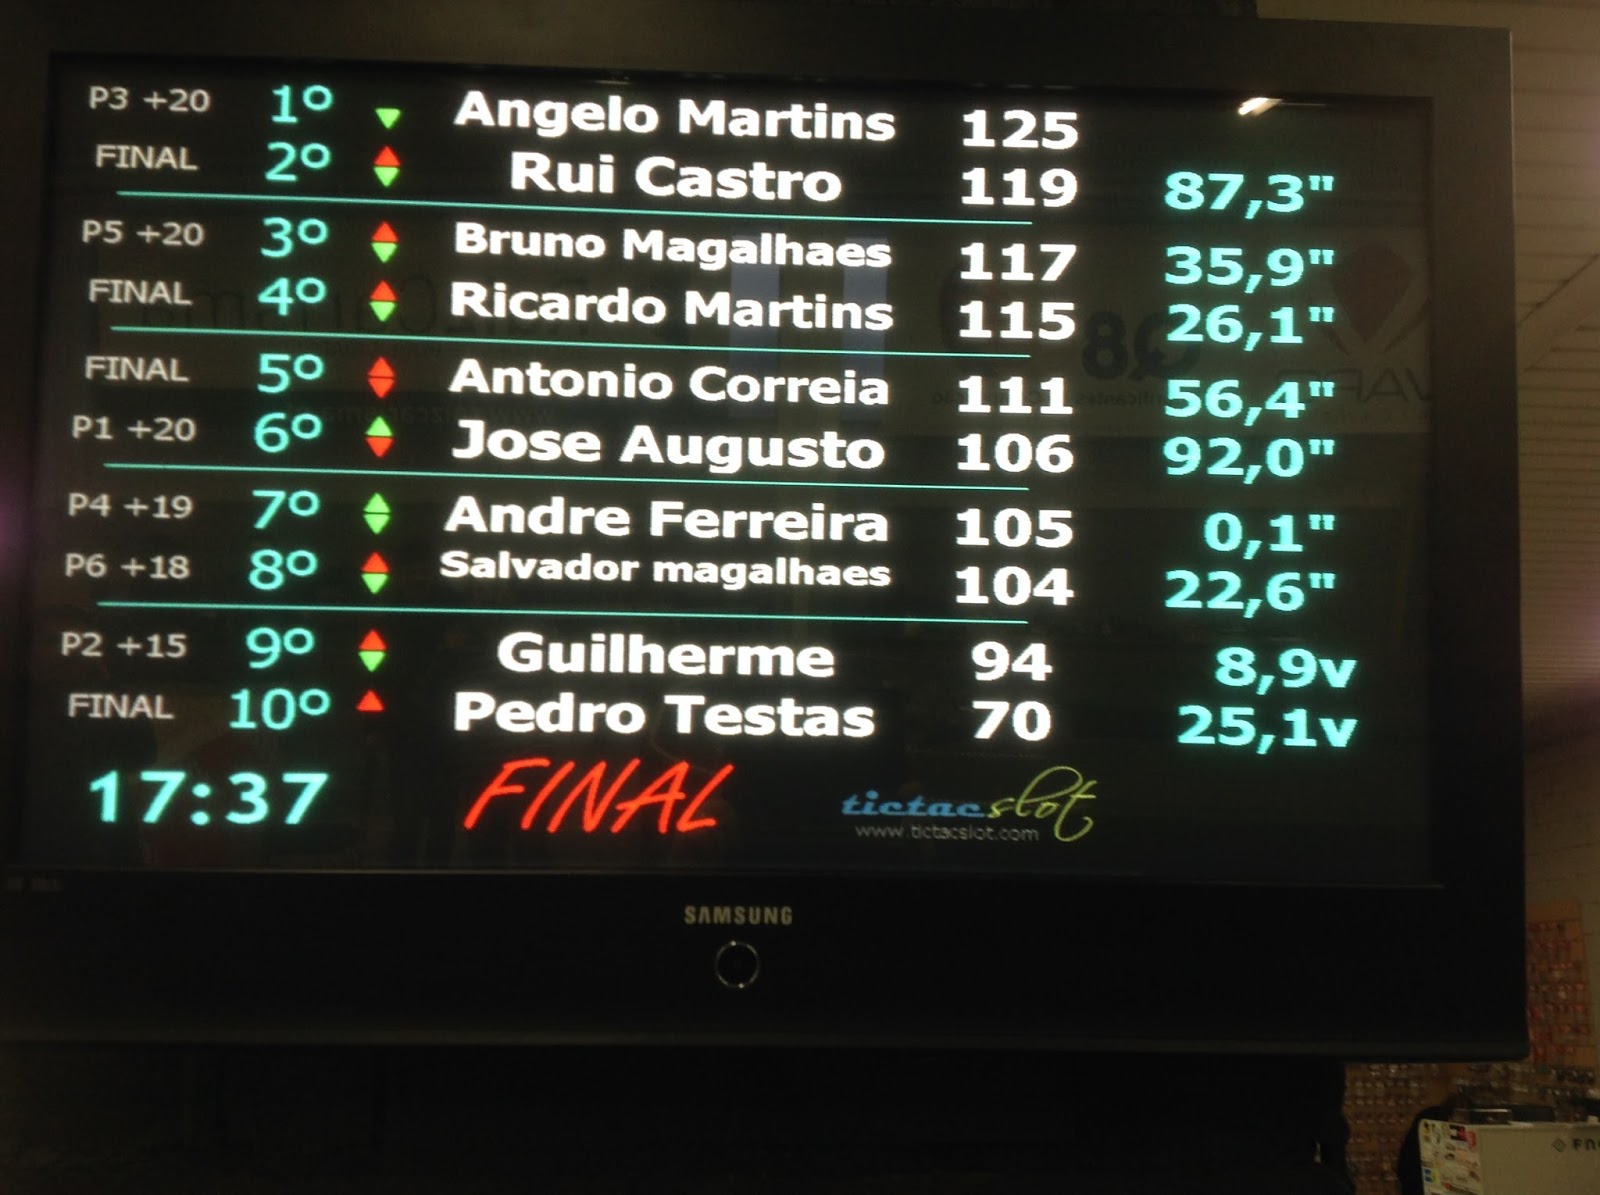 P3 +20 1º Angelo Martins 125
FINAL 2º Rui Castro 119 87,3"
P5 +20 3º Bruno Magalhaes 117 35,9"
FINAL 4º Ricardo Martins 115 26,1"
FINAL 5º Antonio Correia 111 56,4"
P1 +20 6º Jose Augusto 106 92,0"
P4 +19 7º Andre Ferreira 105 0,1"
P6 +18 8º Salvador magalhaes 104 22,6"
P2 +15 9º Guilherme 94 8,9v
FINAL 10º Pedro Testas 70 25,1v
17:37 FINAL tictacslot
www.tictacslot.com
SAMSUNG